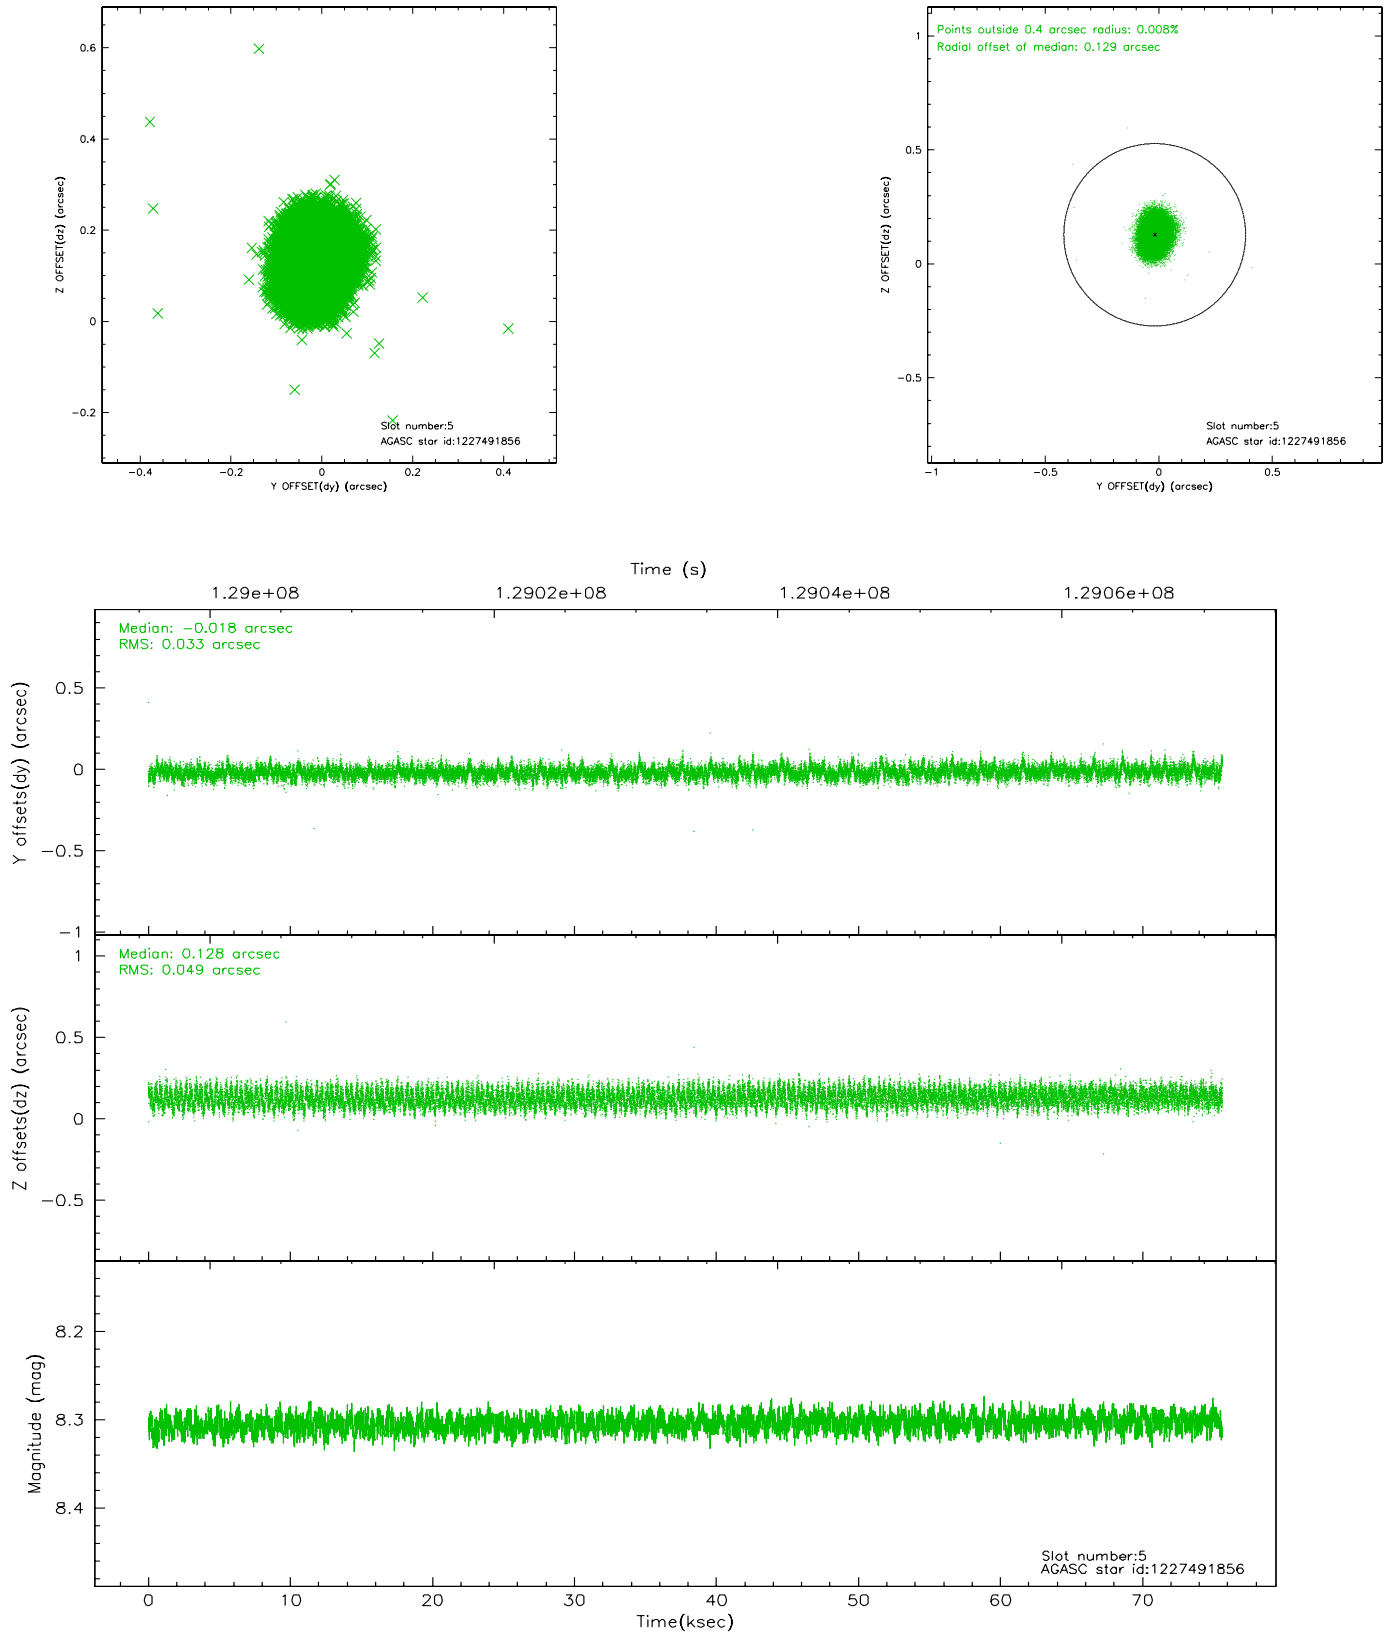 0.6
0.4
0.2
0
−0.2
Z OFFSET(dz) (arcsec)
−0.4
−0.2
0
0.2
0.4
Y OFFSET(dy) (arcsec)
Slot number:5
AGASC star id:1227491856
Points outside 0.4 arcsec radius: 0.008%
Radial offset of median: 0.129 arcsec
1
0.5
0
−0.5
Z OFFSET(dz) (arcsec)
−1
−0.5
0
0.5
Y OFFSET(dy) (arcsec)
Slot number:5
AGASC star id:1227491856
Time (s)
1.29e+08
1.2902e+08
1.2904e+08
1.2906e+08
Median: −0.018 arcsec
RMS: 0.033 arcsec
0.5
0
−0.5
−1
Y offsets(dy) (arcsec)
Median: 0.128 arcsec
RMS: 0.049 arcsec
1
0.5
0
−0.5
Z offsets(dz) (arcsec)
8.2
8.3
8.4
Magnitude (mag)
Slot number:5
AGASC star id:1227491856
0
10
20
30
40
50
60
70
Time(ksec)